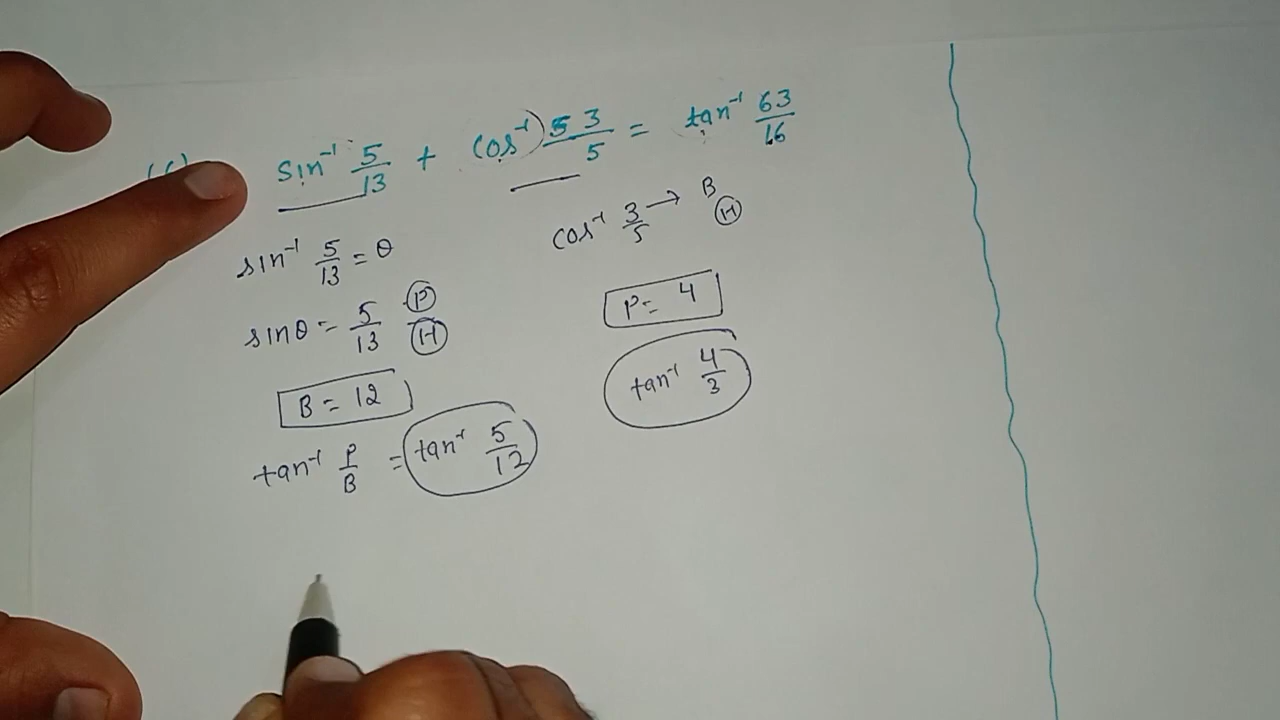 sin⁻¹ 5/13 + cos⁻¹ 3/5 = tan⁻¹ 63/16
sin⁻¹ 5/13 = θ
sinθ = 5/13 P/H
B = 12
tan⁻¹ P/B = tan⁻¹ 5/12
cos⁻¹ 3/5 → B/H
P = 4
tan⁻¹ 4/3